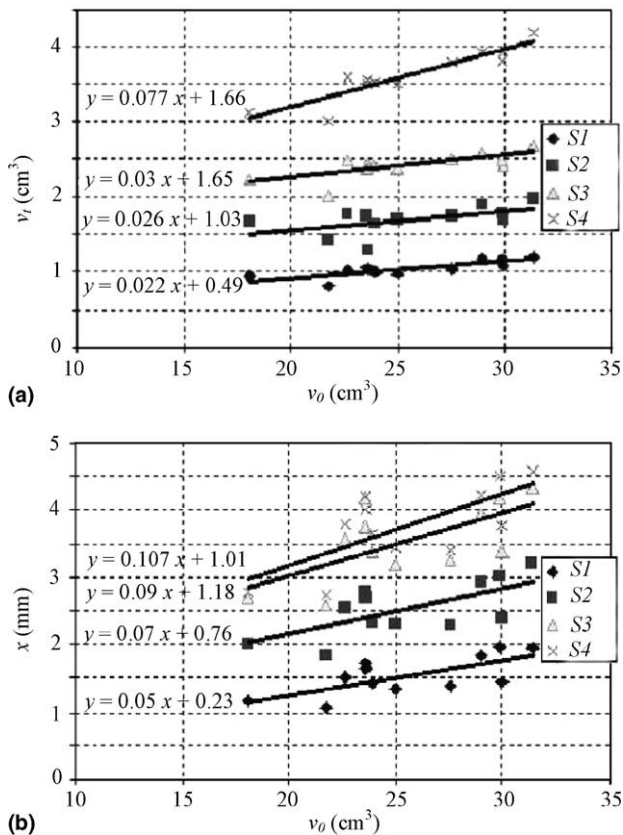 4
y = 0.077 x + 1.66
S1
3
S2
y = 0.03 x + 1.65
S3
S4
2
y = 0.026 x + 1.03
1
y = 0.022 x + 0.49
0
v_t (cm³)
10 15 20 25 30 35
(a)
v₀ (cm³)
5
4
y = 0.107 x + 1.01
3
S1
y = 0.09 x + 1.18
S2
y = 0.07 x + 0.76
S3
2
S4
y = 0.05 x + 0.23
1
0
x (mm)
10 15 20 25 30 35
(b)
v₀ (cm³)